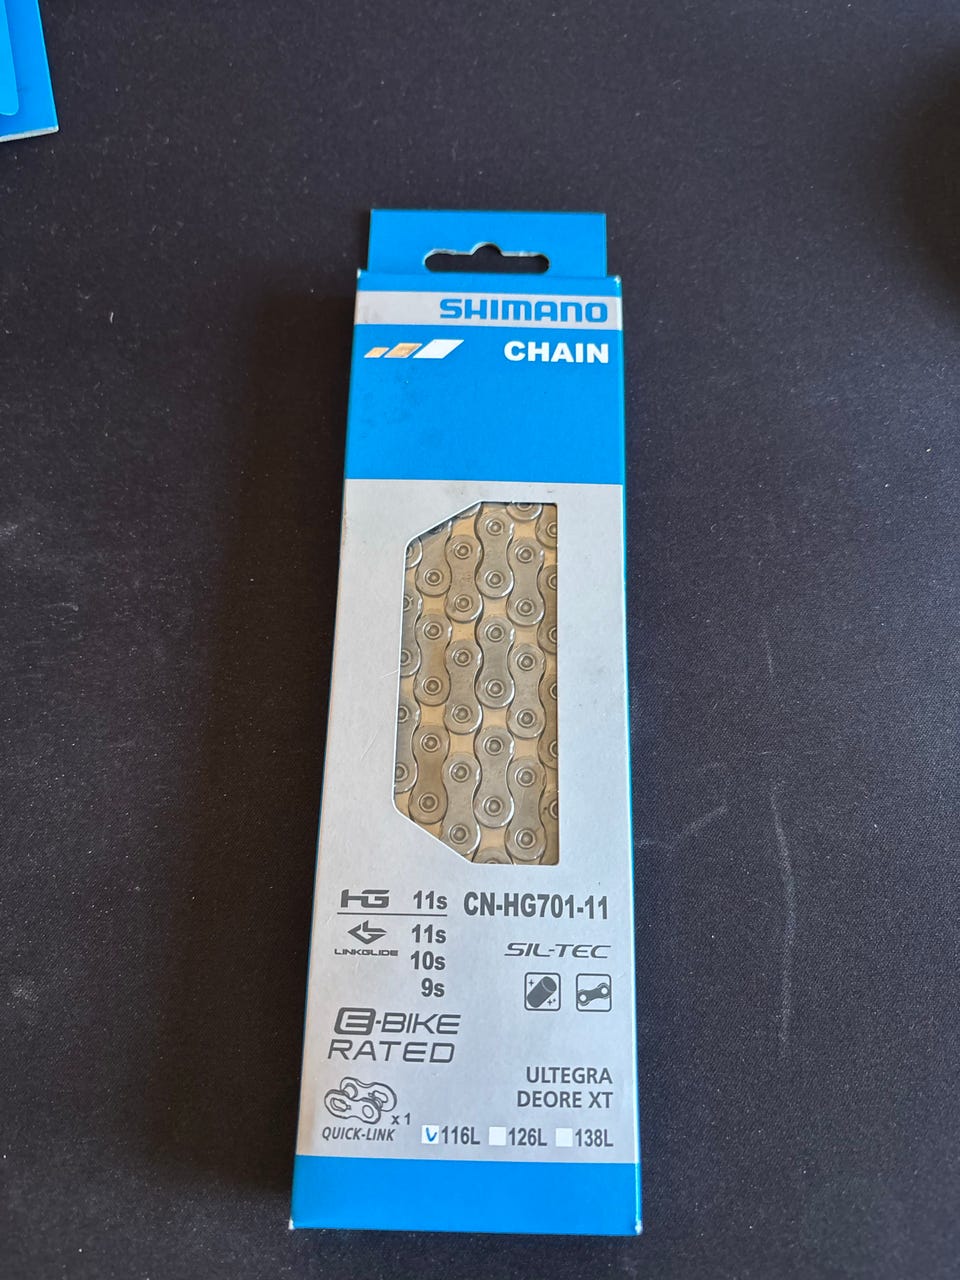 SHIMANO
CHAIN
HG 11s CN-HG701-11
LINKGLIDE 11s
10s
9s
SIL-TEC
E-BIKE
RATED
ULTEGRA
DEORE XT
x 1
QUICK-LINK
116L 126L 138L